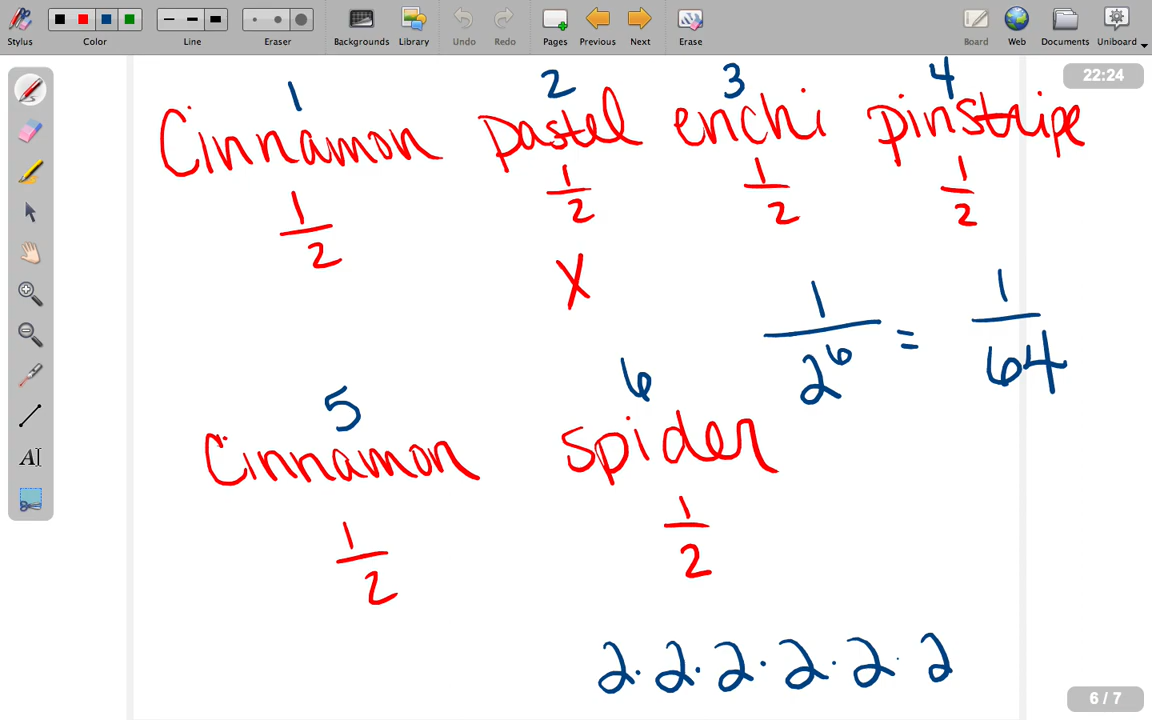 Stylus Color Line Eraser Backgrounds Library Undo Redo Pages Previous Next Erase Board Web Documents Uniboard
22:24
1 2 3 4
Cinnamon pastel enchi pinstripe
1/2 1/2 1/2 1/2
x
1/2^6 = 1/64
5 6
Cinnamon spider
1/2 1/2
2·2·2·2·2·2
6 / 7